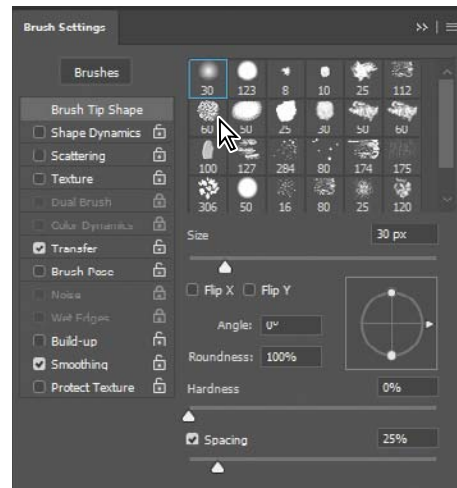 Brush Settings
Brushes
30 123 8 10 25 112
Brush Tip Shape
60 50 25 30 50 60
Shape Dynamics
Scattering
100 127 284 80 174 175
Texture
Dual Brush
306 50 16 80 25 120
Color Dynamics
Size 30 px
Transfer
Brush Pose
Flip X Flip Y
Noise
Wet Edges
Angle: 0°
Build-up
Roundness: 100%
Smoothing
Protect Texture
Hardness 0%
Spacing 25%